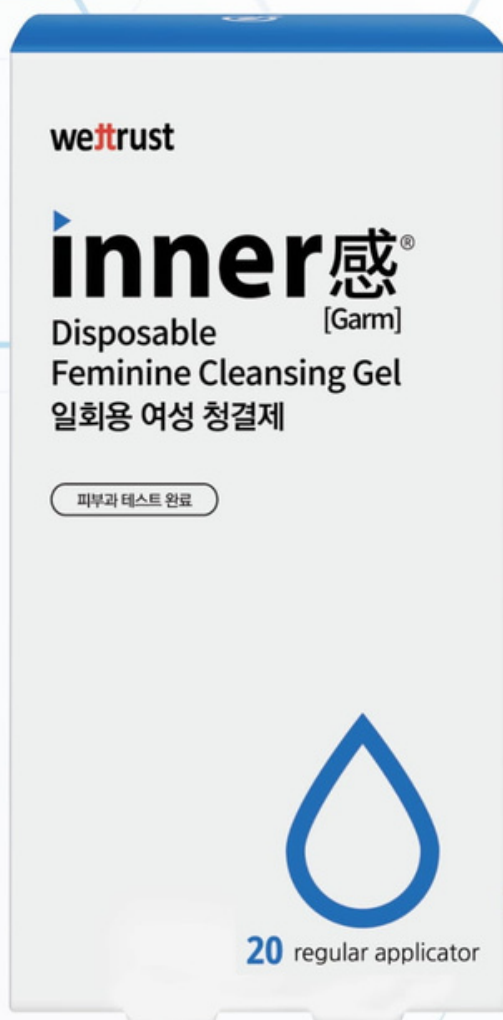 wettrust
inner感®
[Garm]
Disposable
Feminine Cleansing Gel
일회용 여성 청결제
피부과 테스트 완료
20 regular applicator